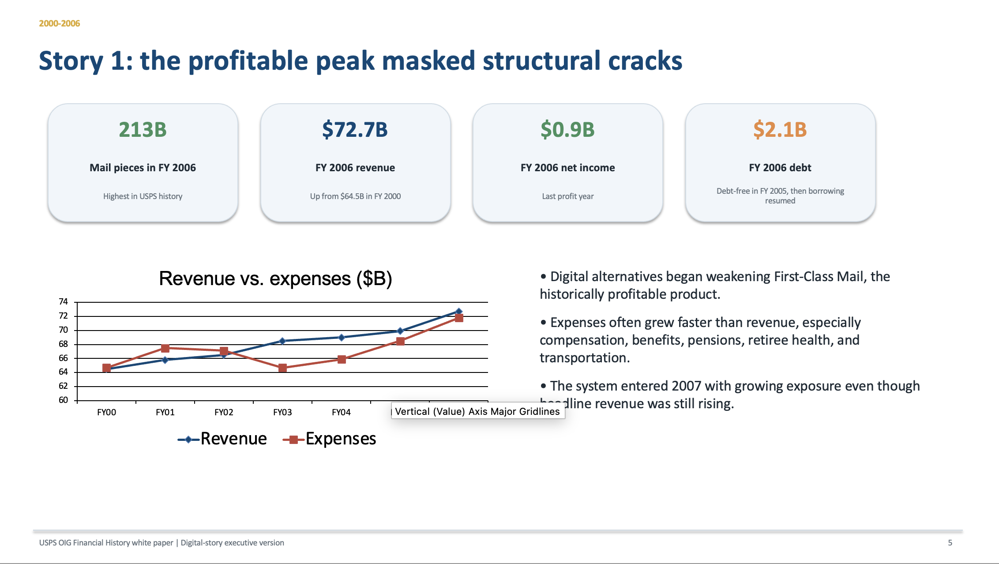 2000-2006
Story 1: the profitable peak masked structural cracks
213B
Mail pieces in FY 2006
Highest in USPS history
$72.7B
FY 2006 revenue
Up from $64.5B in FY 2000
$0.9B
FY 2006 net income
Last profit year
$2.1B
FY 2006 debt
Debt-free in FY 2005, then borrowing
resumed
Revenue vs. expenses ($B)
74
72
70
68
66
64
62
60
FY00 FY01 FY02 FY03 FY04
Vertical (Value) Axis Major Gridlines
Revenue Expenses
• Digital alternatives began weakening First-Class Mail, the
historically profitable product.
• Expenses often grew faster than revenue, especially
compensation, benefits, pensions, retiree health, and
transportation.
• The system entered 2007 with growing exposure even though
headline revenue was still rising.
USPS OIG Financial History white paper | Digital-story executive version
5